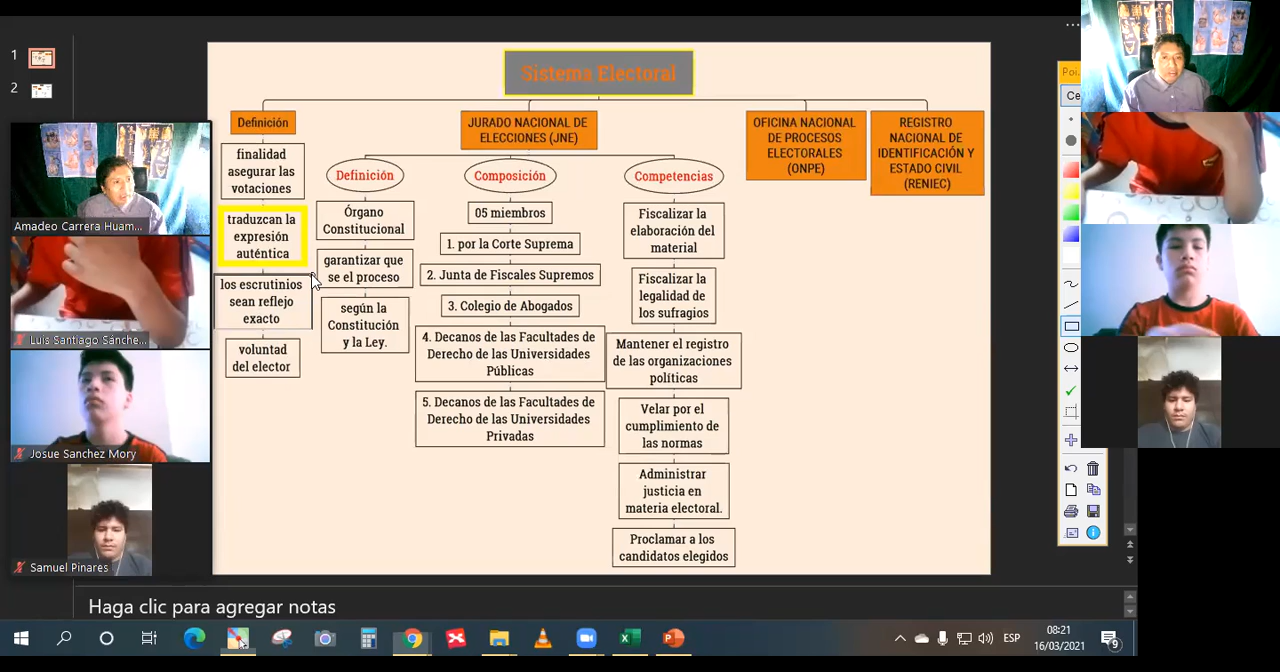 1
2
Sistema Electoral
Definición
finalidad
asegurar las
votaciones
traduzcan la
expresión
auténtica
los escrutinios
sean reflejo
exacto
voluntad
del elector
JURADO NACIONAL DE
ELECCIONES (JNE)
Definición
Órgano
Constitucional
garantizar que
se el proceso
según la
Constitución
y la Ley.
Composición
05 miembros
1. por la Corte Suprema
2. Junta de Fiscales Supremos
3. Colegio de Abogados
4. Decanos de las Facultades de
Derecho de las Universidades
Públicas
5. Decanos de las Facultades de
Derecho de las Universidades
Privadas
Competencias
Fiscalizar la
elaboración del
material
Fiscalizar la
legalidad de
los sufragios
Mantener el registro
de las organizaciones
políticas
Velar por el
cumplimiento de
las normas
Administrar
justicia en
materia electoral.
Proclamar a los
candidatos elegidos
OFICINA NACIONAL
DE PROCESOS
ELECTORALES
(ONPE)
REGISTRO
NACIONAL DE
IDENTIFICACIÓN Y
ESTADO CIVIL
(RENIEC)
Amadeo Carrera Huam...
Luis Santiago Sánche...
Josue Sanchez Mory
Samuel Pinares
Poi.
Ce
Haga clic para agregar notas
ESP
08:21
16/03/2021
9